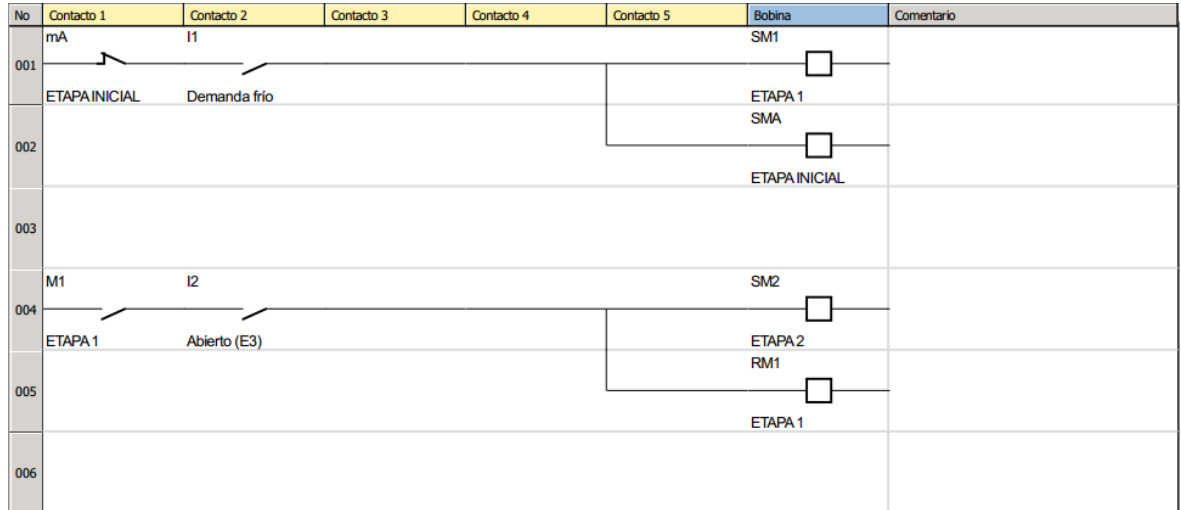 No Contacto 1 Contacto 2 Contacto 3 Contacto 4 Contacto 5 Bobina Comentario
mA I1 SM1
001
ETAPA INICIAL Demanda frío ETAPA 1
SMA
002
ETAPA INICIAL
003
M1 I2 SM2
004
ETAPA 1 Abierto (E3) ETAPA 2
RM1
005
ETAPA 1
006